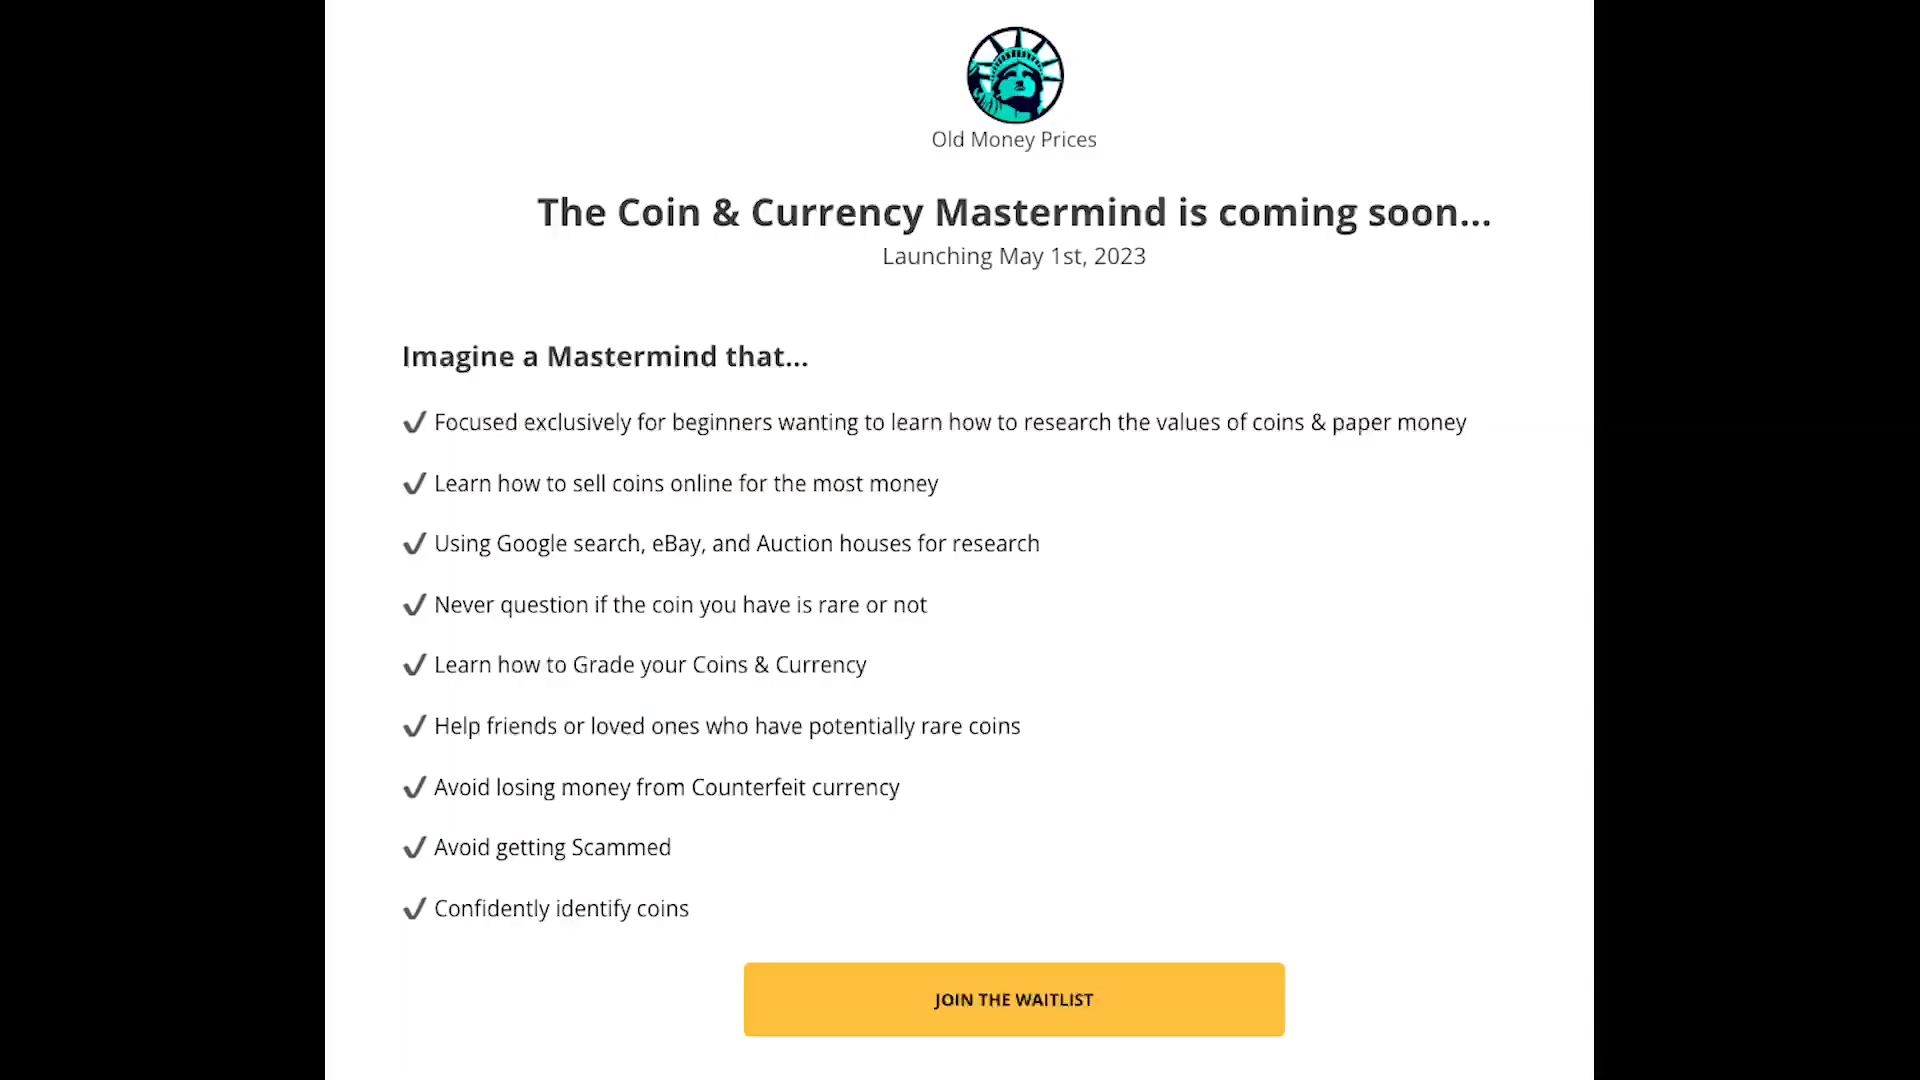 Old Money Prices
The Coin & Currency Mastermind is coming soon...
Launching May 1st, 2023
Imagine a Mastermind that...
✔ Focused exclusively for beginners wanting to learn how to research the values of coins & paper money
✔ Learn how to sell coins online for the most money
✔ Using Google search, eBay, and Auction houses for research
✔ Never question if the coin you have is rare or not
✔ Learn how to Grade your Coins & Currency
✔ Help friends or loved ones who have potentially rare coins
✔ Avoid losing money from Counterfeit currency
✔ Avoid getting Scammed
✔ Confidently identify coins
JOIN THE WAITLIST